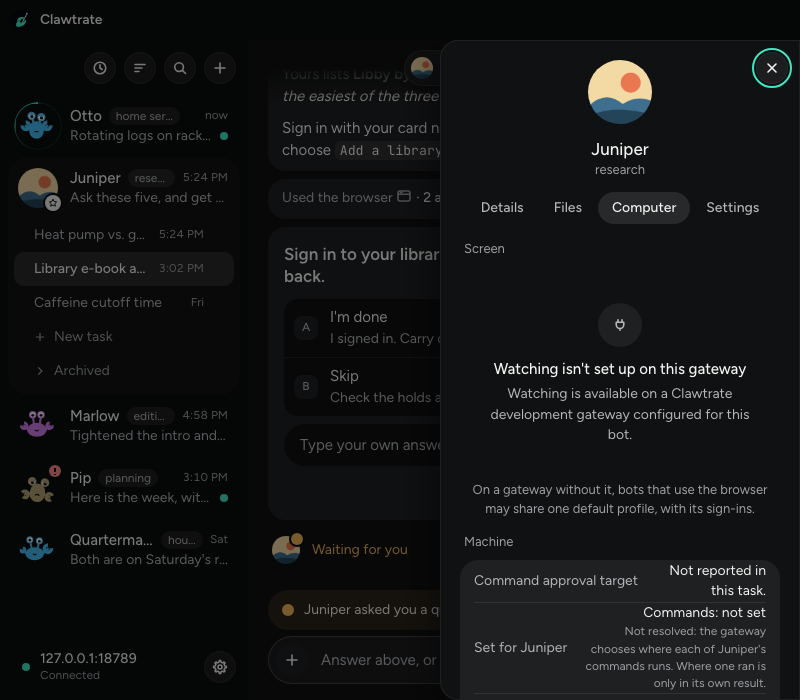 Clawtrate
Otto
home ser...
now
Rotating logs on rack...
Juniper
rese...
5:24 PM
Ask these five, and get ...
Heat pump vs. g...
5:24 PM
Library e-book a...
3:02 PM
Caffeine cutoff time
Fri
New task
Archived
Marlow
editi...
4:58 PM
Tightened the intro and...
Pip
planning
3:10 PM
Here is the week, wit...
Quarterma...
hou...
Sat
Both are on Saturday's r...
127.0.0.1:18789
Connected
Yours lists Libby by
the easiest of the three
Sign in with your card n
choose Add a library
Used the browser · 2 a
Sign in to your librar
back.
A
I'm done
I signed in. Carry o
B
Skip
Check the holds a
Type your own answe
Waiting for you
Juniper asked you a q
Answer above, or
Juniper
research
Details
Files
Computer
Settings
Screen
Watching isn't set up on this gateway
Watching is available on a Clawtrate
development gateway configured for this
bot.
On a gateway without it, bots that use the browser
may share one default profile, with its sign-ins.
Machine
Command approval target
Not reported in
this task.
Set for Juniper
Commands: not set
Not resolved: the gateway
chooses where each of Juniper's
commands runs. Where one ran is
only in its own result.